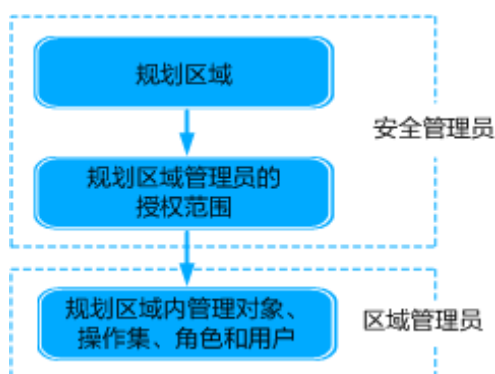 规划区域
安全管理员
规划区域管理员的
授权范围
规划区域内管理对象、
操作集、角色和用户
区域管理员